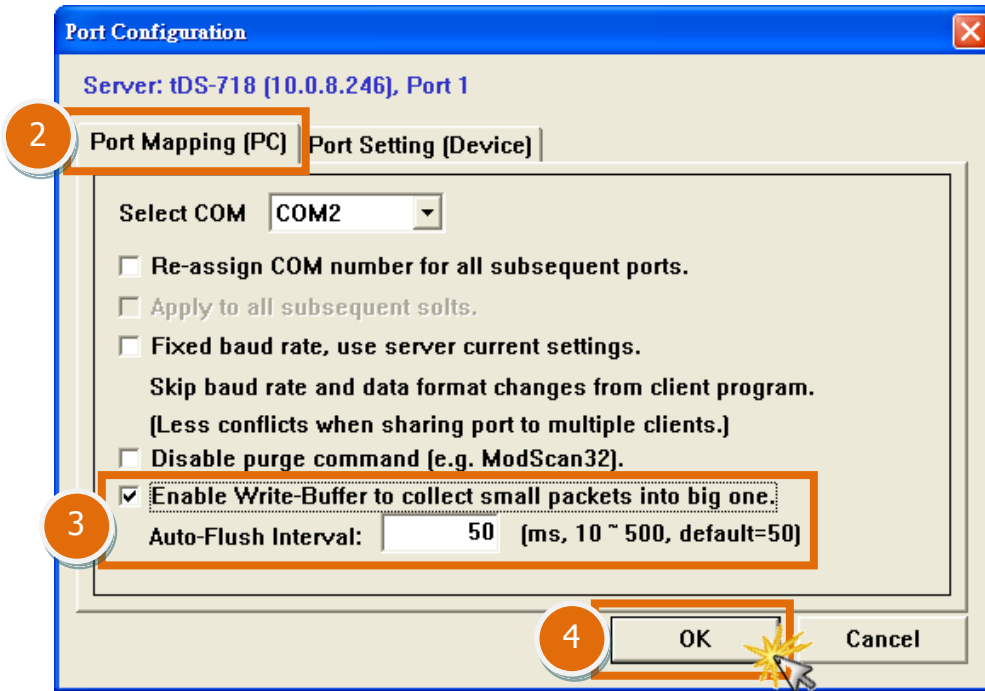 Port Configuration
Server: tDS-718 (10.0.8.246), Port 1
2
Port Mapping (PC) Port Setting (Device)
Select COM COM2
Re-assign COM number for all subsequent ports.
Apply to all subsequent solts.
Fixed baud rate, use server current settings.
Skip baud rate and data format changes from client program.
(Less conflicts when sharing port to multiple clients.)
Disable purge command (e.g. ModScan32).
Enable Write-Buffer to collect small packets into big one.
3
Auto-Flush Interval: 50 (ms, 10 ~ 500, default=50)
4 OK Cancel